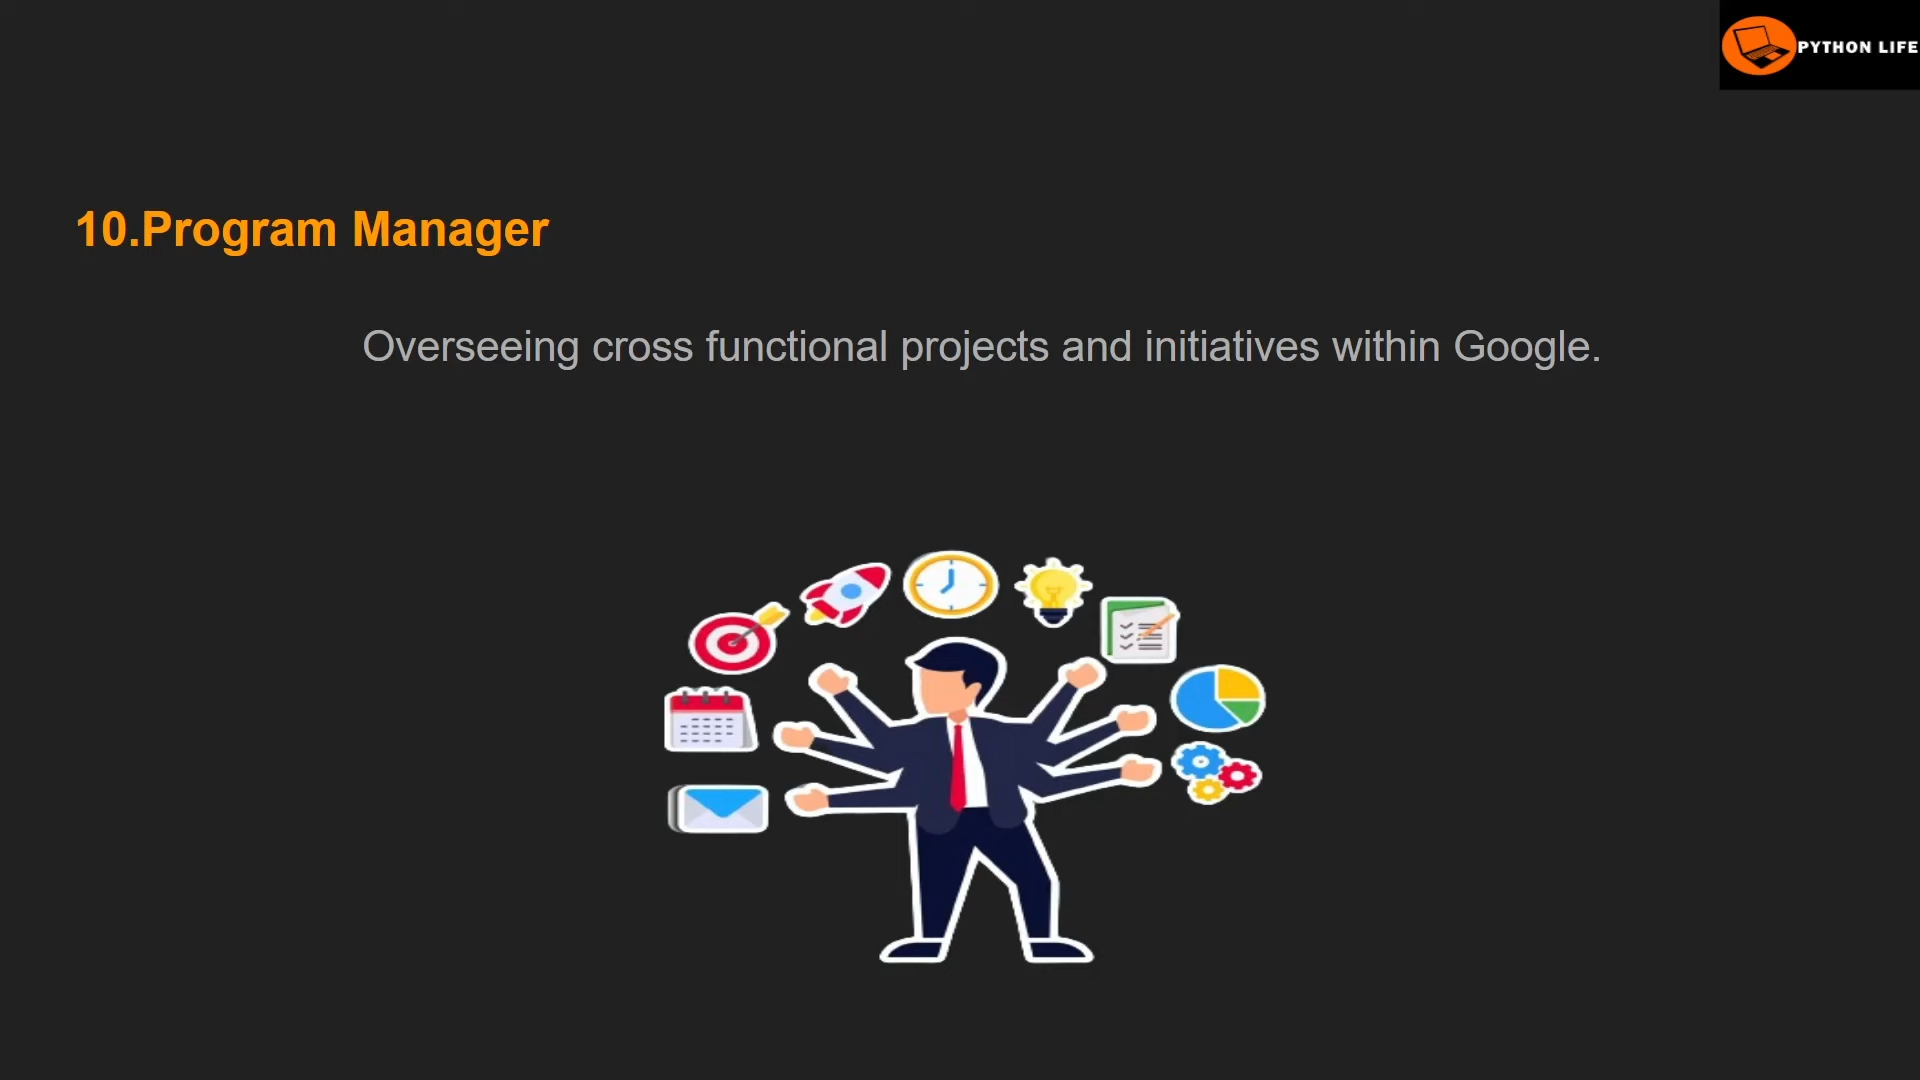 PYTHON LIFE
10.Program Manager
Overseeing cross functional projects and initiatives within Google.